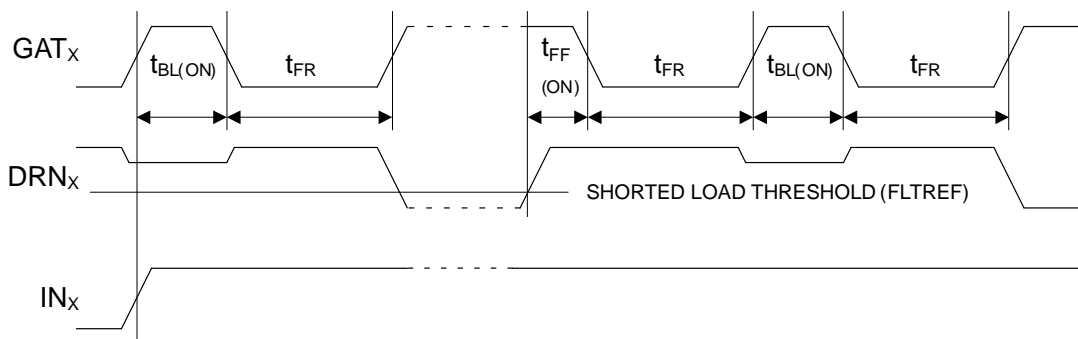 GATX
tBL(ON) tFR tFF (ON) tFR tBL(ON) tFR
DRNX
SHORTED LOAD THRESHOLD (FLTREF)
INX